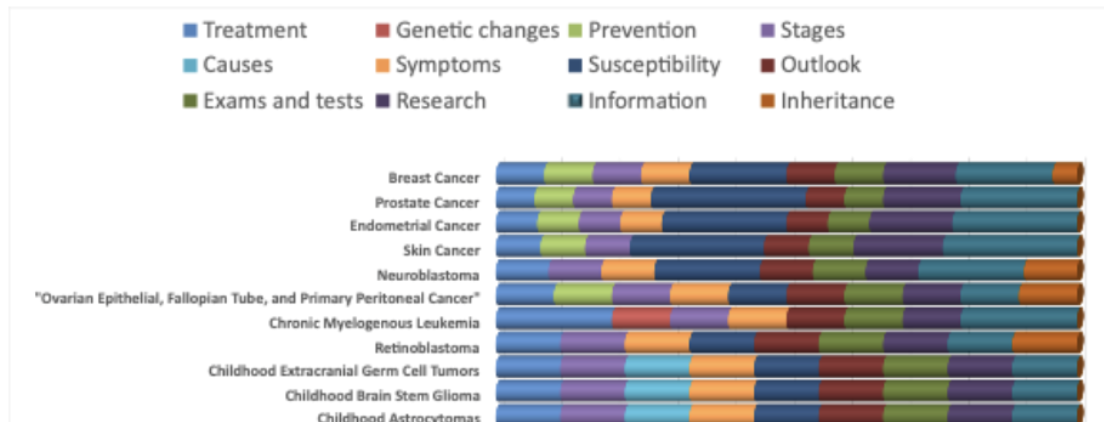 Treatment Genetic changes Prevention Stages
Causes Symptoms Susceptibility Outlook
Exams and tests Research Information Inheritance
Breast Cancer
Prostate Cancer
Endometrial Cancer
Skin Cancer
Neuroblastoma
"Ovarian Epithelial, Fallopian Tube, and Primary Peritoneal Cancer"
Chronic Myelogenous Leukemia
Retinoblastoma
Childhood Extracranial Germ Cell Tumors
Childhood Brain Stem Glioma
Childhood Astrocytomas